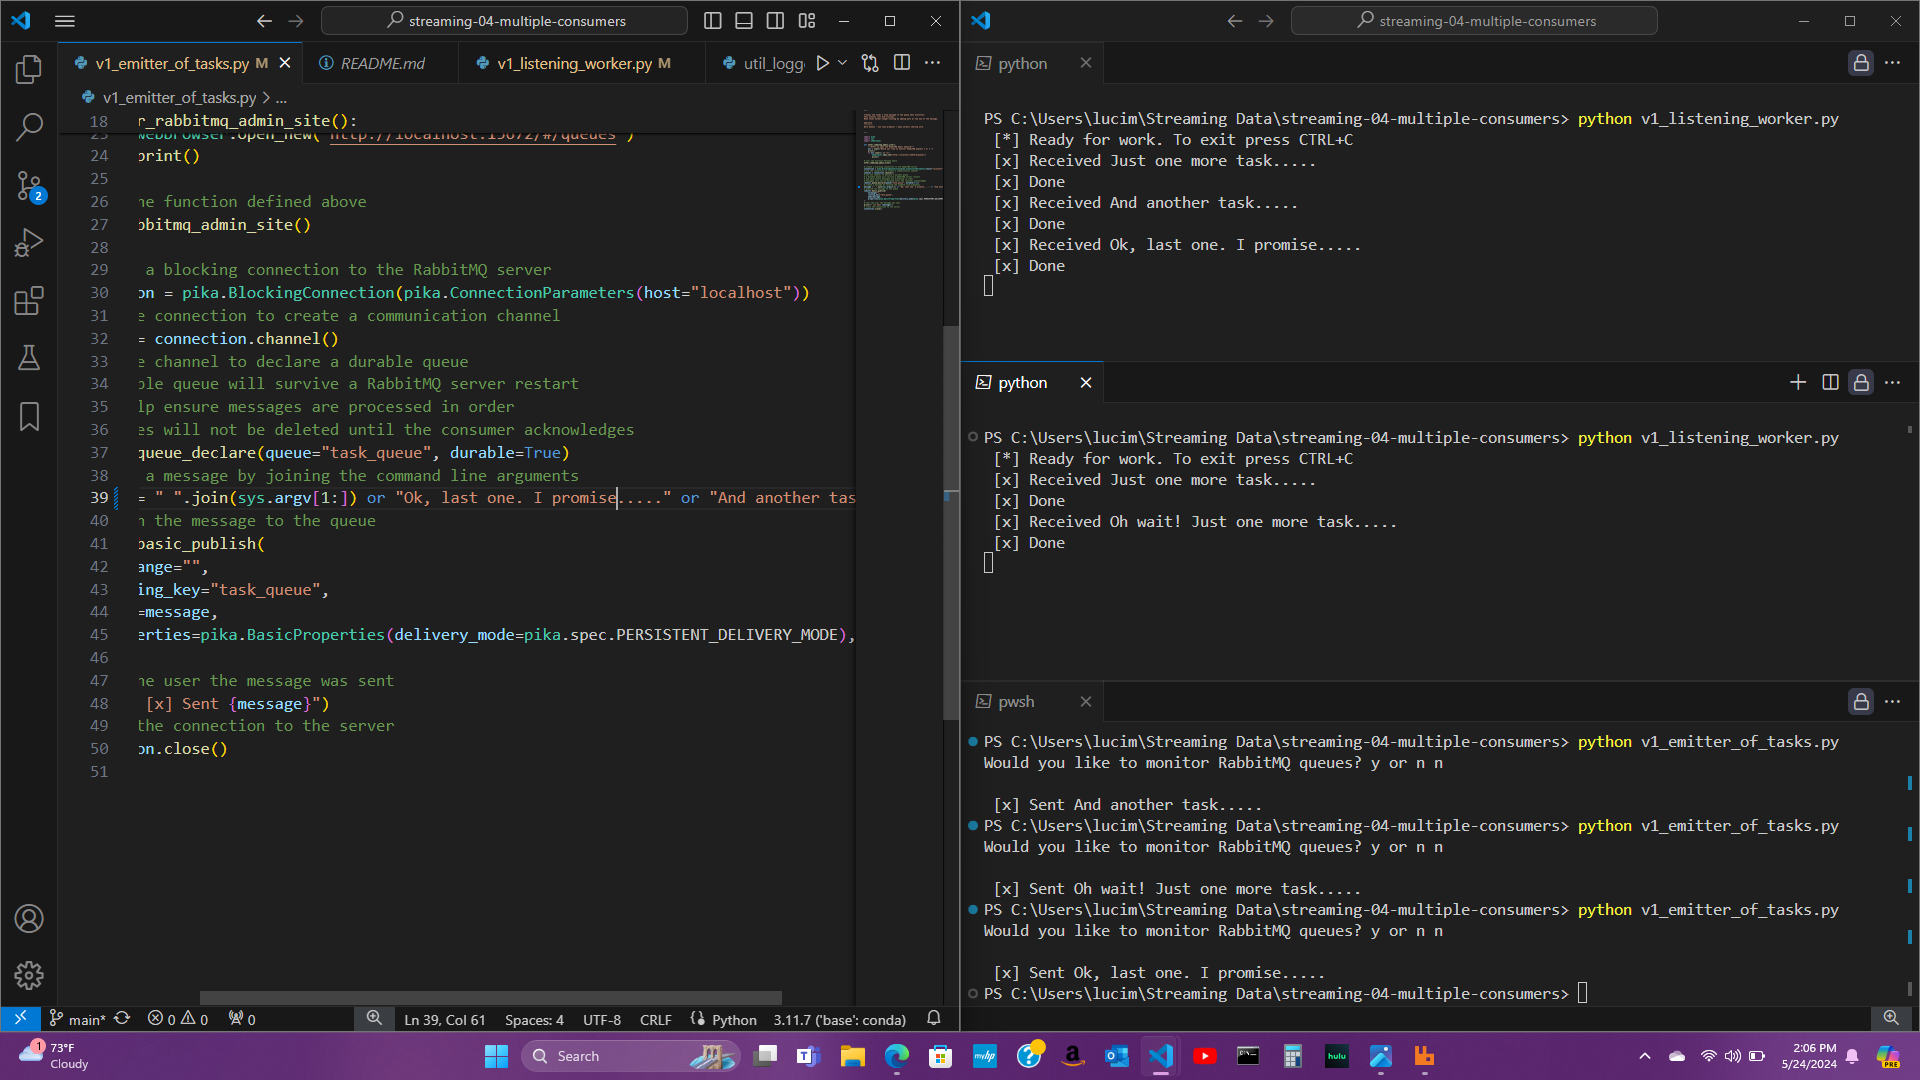 streaming-04-multiple-consumers
v1_emitter_of_tasks.py M
README.md
v1_listening_worker.py M
util_logge
v1_emitter_of_tasks.py > ...
18 r_rabbitmq_admin_site():
23 webbrowser.open_new("http://localhost:15672/#/queues")
24 print()
25
26 ne function defined above
27 bbitmq_admin_site()
28
29 a blocking connection to the RabbitMQ server
30 on = pika.BlockingConnection(pika.ConnectionParameters(host="localhost"))
31 e connection to create a communication channel
32 = connection.channel()
33 e channel to declare a durable queue
34 ble queue will survive a RabbitMQ server restart
35 lp ensure messages are processed in order
36 es will not be deleted until the consumer acknowledges
37 queue_declare(queue="task_queue", durable=True)
38 a message by joining the command line arguments
39 = " ".join(sys.argv[1:]) or "Ok, last one. I promise....." or "And another tas
40 n the message to the queue
41 basic_publish(
42 ange="",
43 ing_key="task_queue",
44 =message,
45 erties=pika.BasicProperties(delivery_mode=pika.spec.PERSISTENT_DELIVERY_MODE),
46
47 ne user the message was sent
48 [x] Sent {message}")
49 the connection to the server
50 on.close()
51
2
main*
0 0
0
Ln 39, Col 61
Spaces: 4
UTF-8
CRLF
Python
3.11.7 ('base': conda)
streaming-04-multiple-consumers
python
PS C:\Users\lucim\Streaming Data\streaming-04-multiple-consumers> python v1_listening_worker.py
[*] Ready for work. To exit press CTRL+C
[x] Received Just one more task.....
[x] Done
[x] Received And another task.....
[x] Done
[x] Received Ok, last one. I promise.....
[x] Done
python
PS C:\Users\lucim\Streaming Data\streaming-04-multiple-consumers> python v1_listening_worker.py
[*] Ready for work. To exit press CTRL+C
[x] Received Just one more task.....
[x] Done
[x] Received Oh wait! Just one more task.....
[x] Done
pwsh
PS C:\Users\lucim\Streaming Data\streaming-04-multiple-consumers> python v1_emitter_of_tasks.py
Would you like to monitor RabbitMQ queues? y or n n
[x] Sent And another task.....
PS C:\Users\lucim\Streaming Data\streaming-04-multiple-consumers> python v1_emitter_of_tasks.py
Would you like to monitor RabbitMQ queues? y or n n
[x] Sent Oh wait! Just one more task.....
PS C:\Users\lucim\Streaming Data\streaming-04-multiple-consumers> python v1_emitter_of_tasks.py
Would you like to monitor RabbitMQ queues? y or n n
[x] Sent Ok, last one. I promise.....
PS C:\Users\lucim\Streaming Data\streaming-04-multiple-consumers>
1
73°F
Cloudy
Search
myhp
hulu
2:06 PM
5/24/2024
PRE